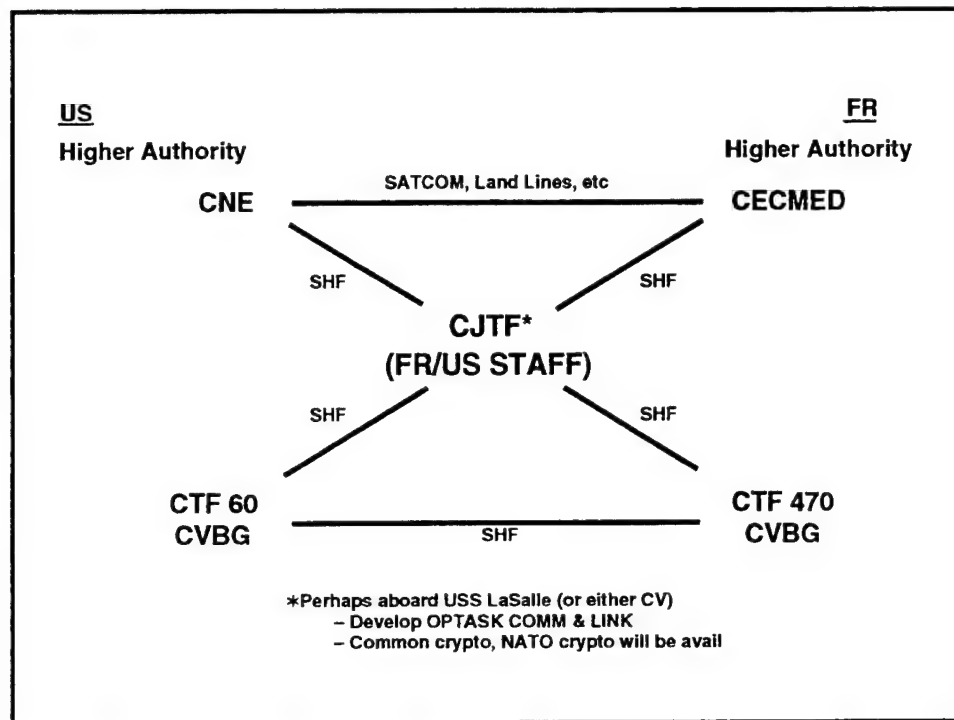 US
FR
Higher Authority
Higher Authority
SATCOM, Land Lines, etc
CNE
CECMED
SHF
SHF
CJTF*
(FR/US STAFF)
SHF
SHF
CTF 60
CVBG
CTF 470
CVBG
SHF
*Perhaps aboard USS LaSalle (or either CV)
– Develop OPTASK COMM & LINK
– Common crypto, NATO crypto will be avail